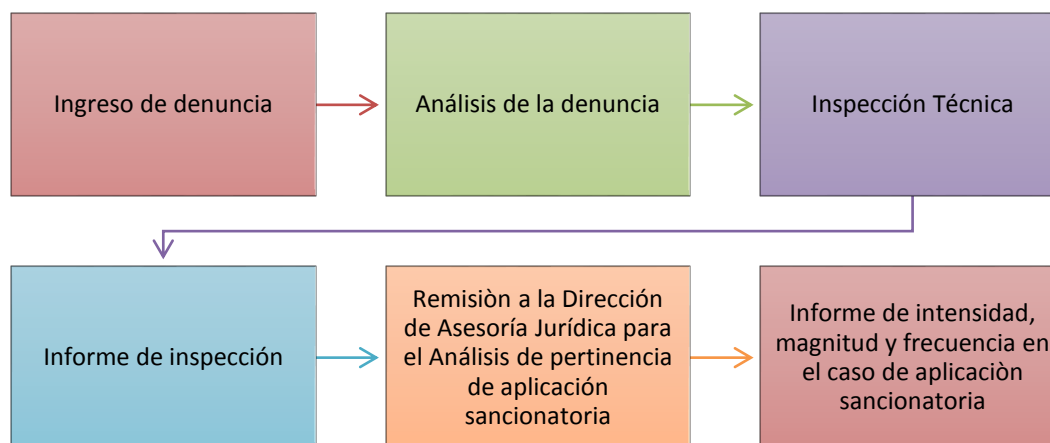 Ingreso de denuncia
Análisis de la denuncia
Inspección Técnica
Informe de inspección
Remisiòn a la Dirección
de Asesoría Jurídica para
el Análisis de pertinencia
de aplicación
sancionatoria
Informe de intensidad,
magnitud y frecuencia en
el caso de aplicaciòn
sancionatoria